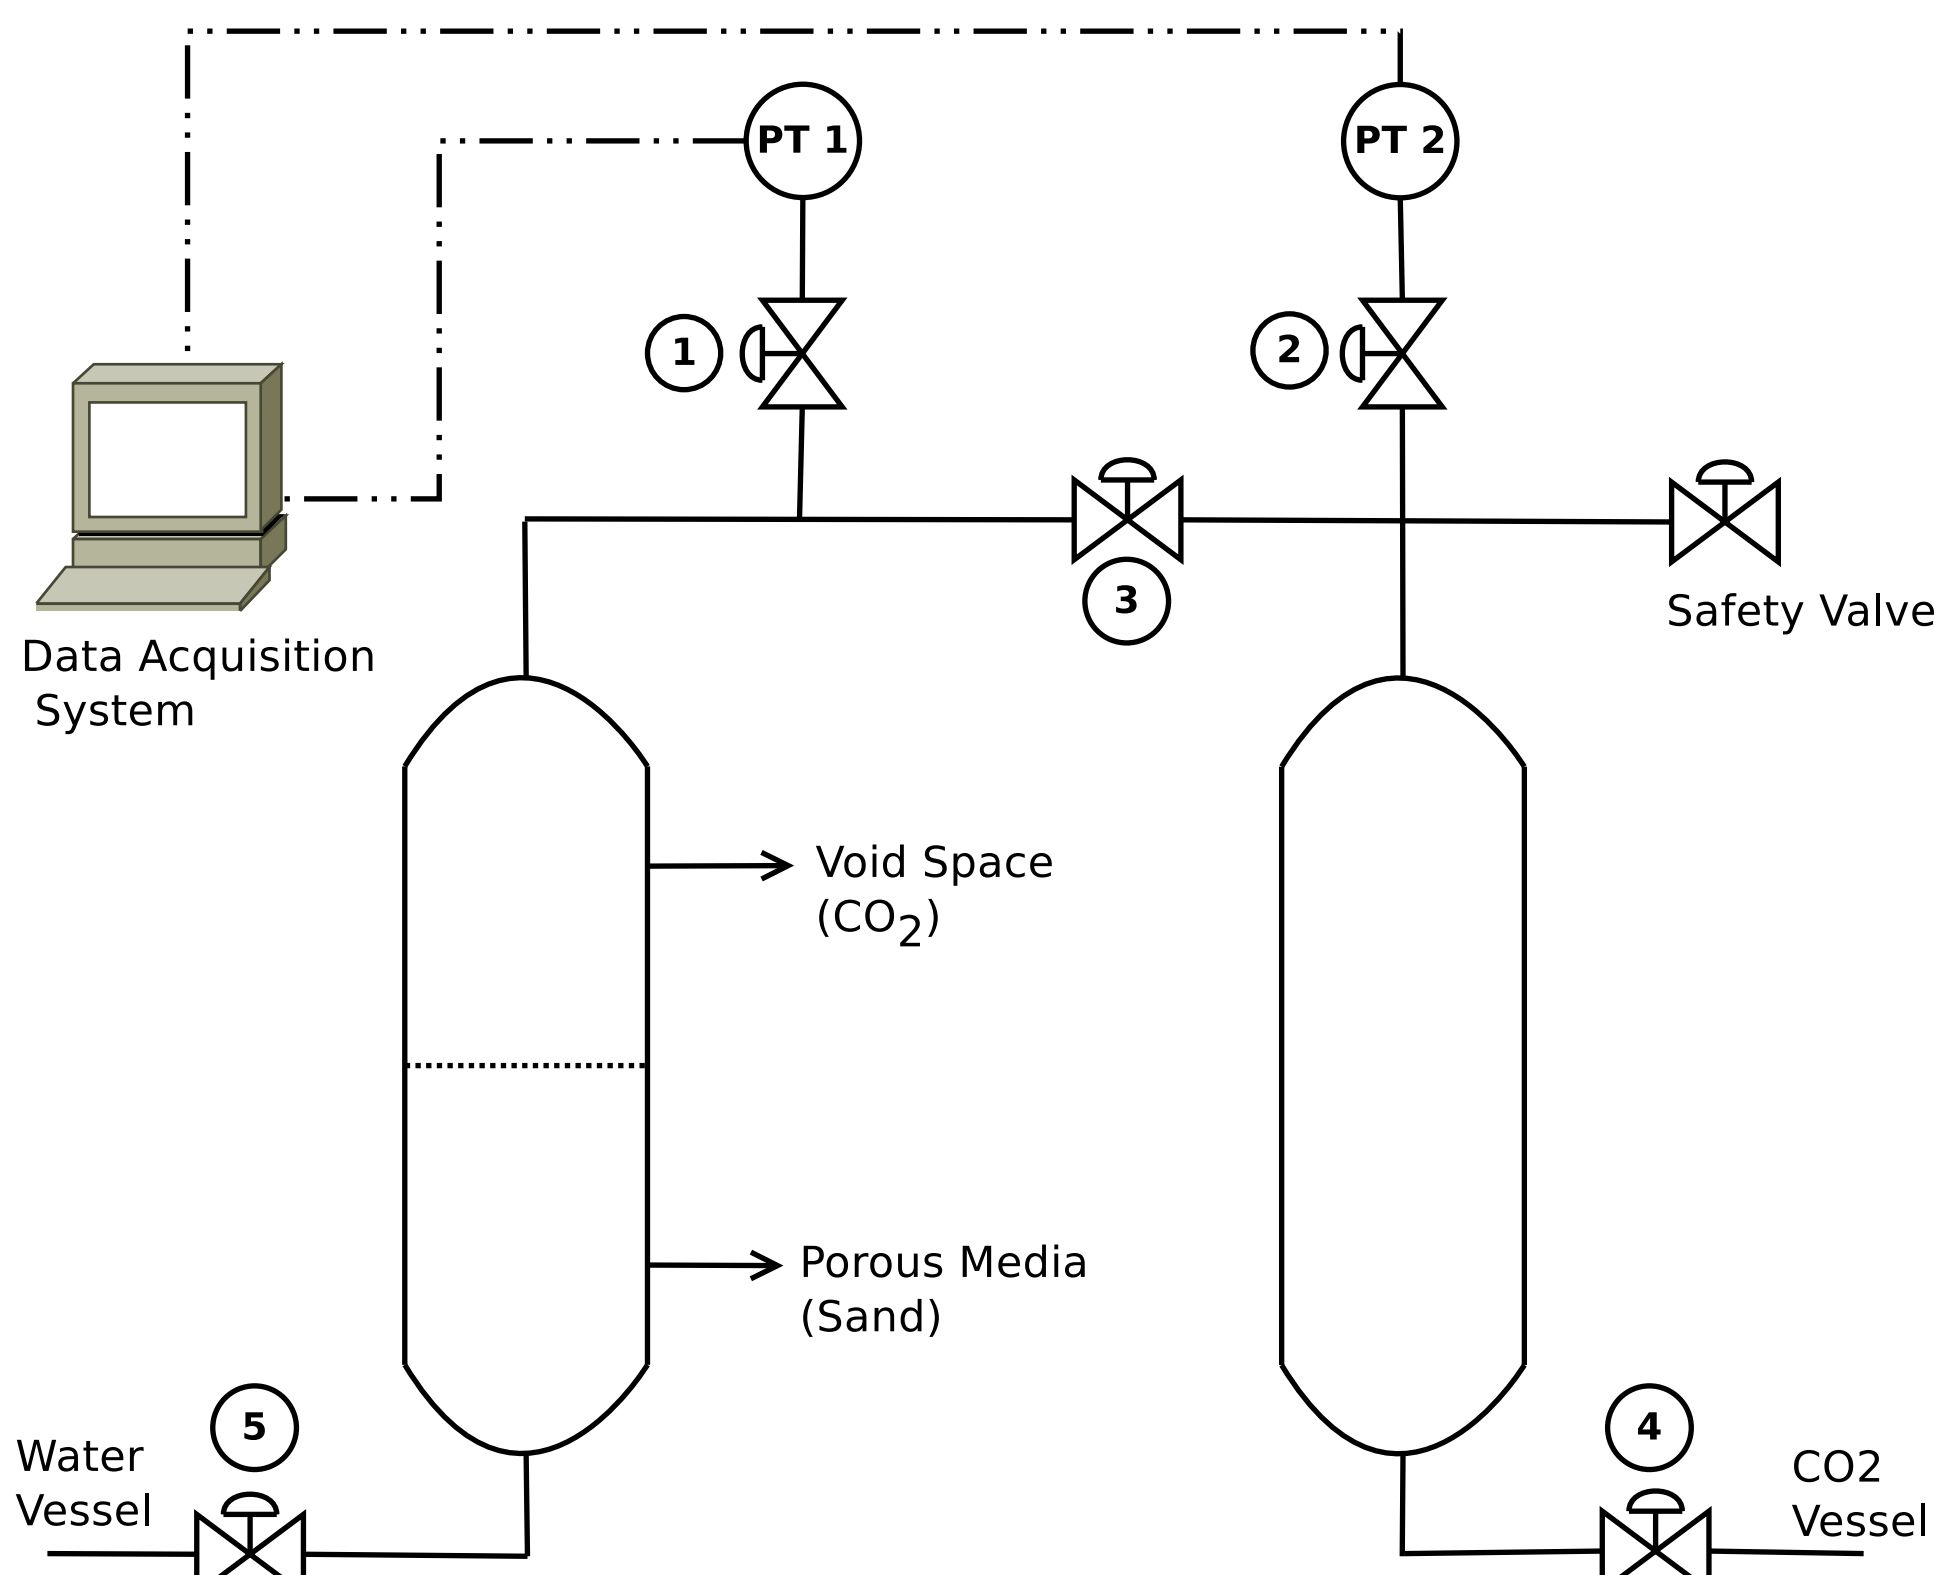 PT 1
PT 2
1
2
3
Safety Valve
Data Acquisition
System
Void Space
(CO2)
Porous Media
(Sand)
5
4
Water
Vessel
CO2
Vessel